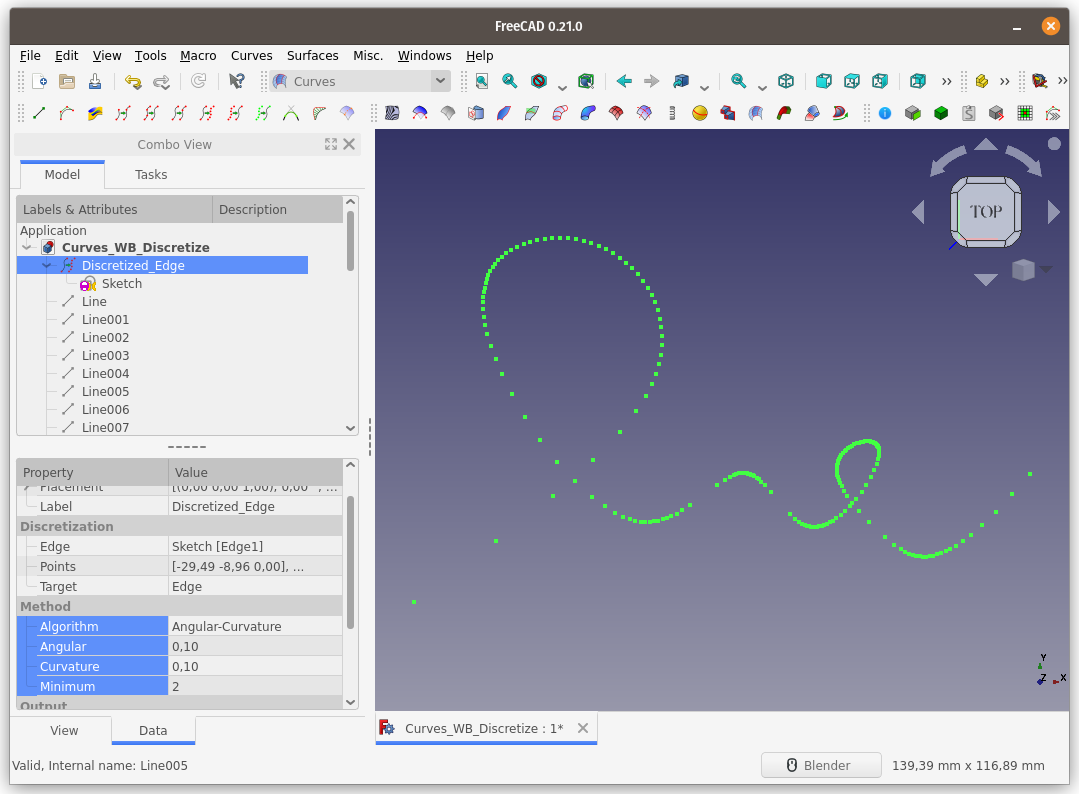 FreeCAD 0.21.0
File Edit View Tools Macro Curves Surfaces Misc. Windows Help
Curves
Combo View
Model Tasks
Labels & Attributes Description
Application
Curves_WB_Discretize
Discretized_Edge
Sketch
Line
Line001
Line002
Line003
Line004
Line005
Line006
Line007
Property Value
Placement [(0,00 0,00 1,00); 0,00 °; ...
Label Discretized_Edge
Discretization
Edge Sketch [Edge1]
Points [-29,49 -8,96 0,00], ...
Target Edge
Method
Algorithm Angular-Curvature
Angular 0,10
Curvature 0,10
Minimum 2
Output
View Data
TOP
Y
Z X
Curves_WB_Discretize : 1*
Valid, Internal name: Line005
Blender 139,39 mm x 116,89 mm